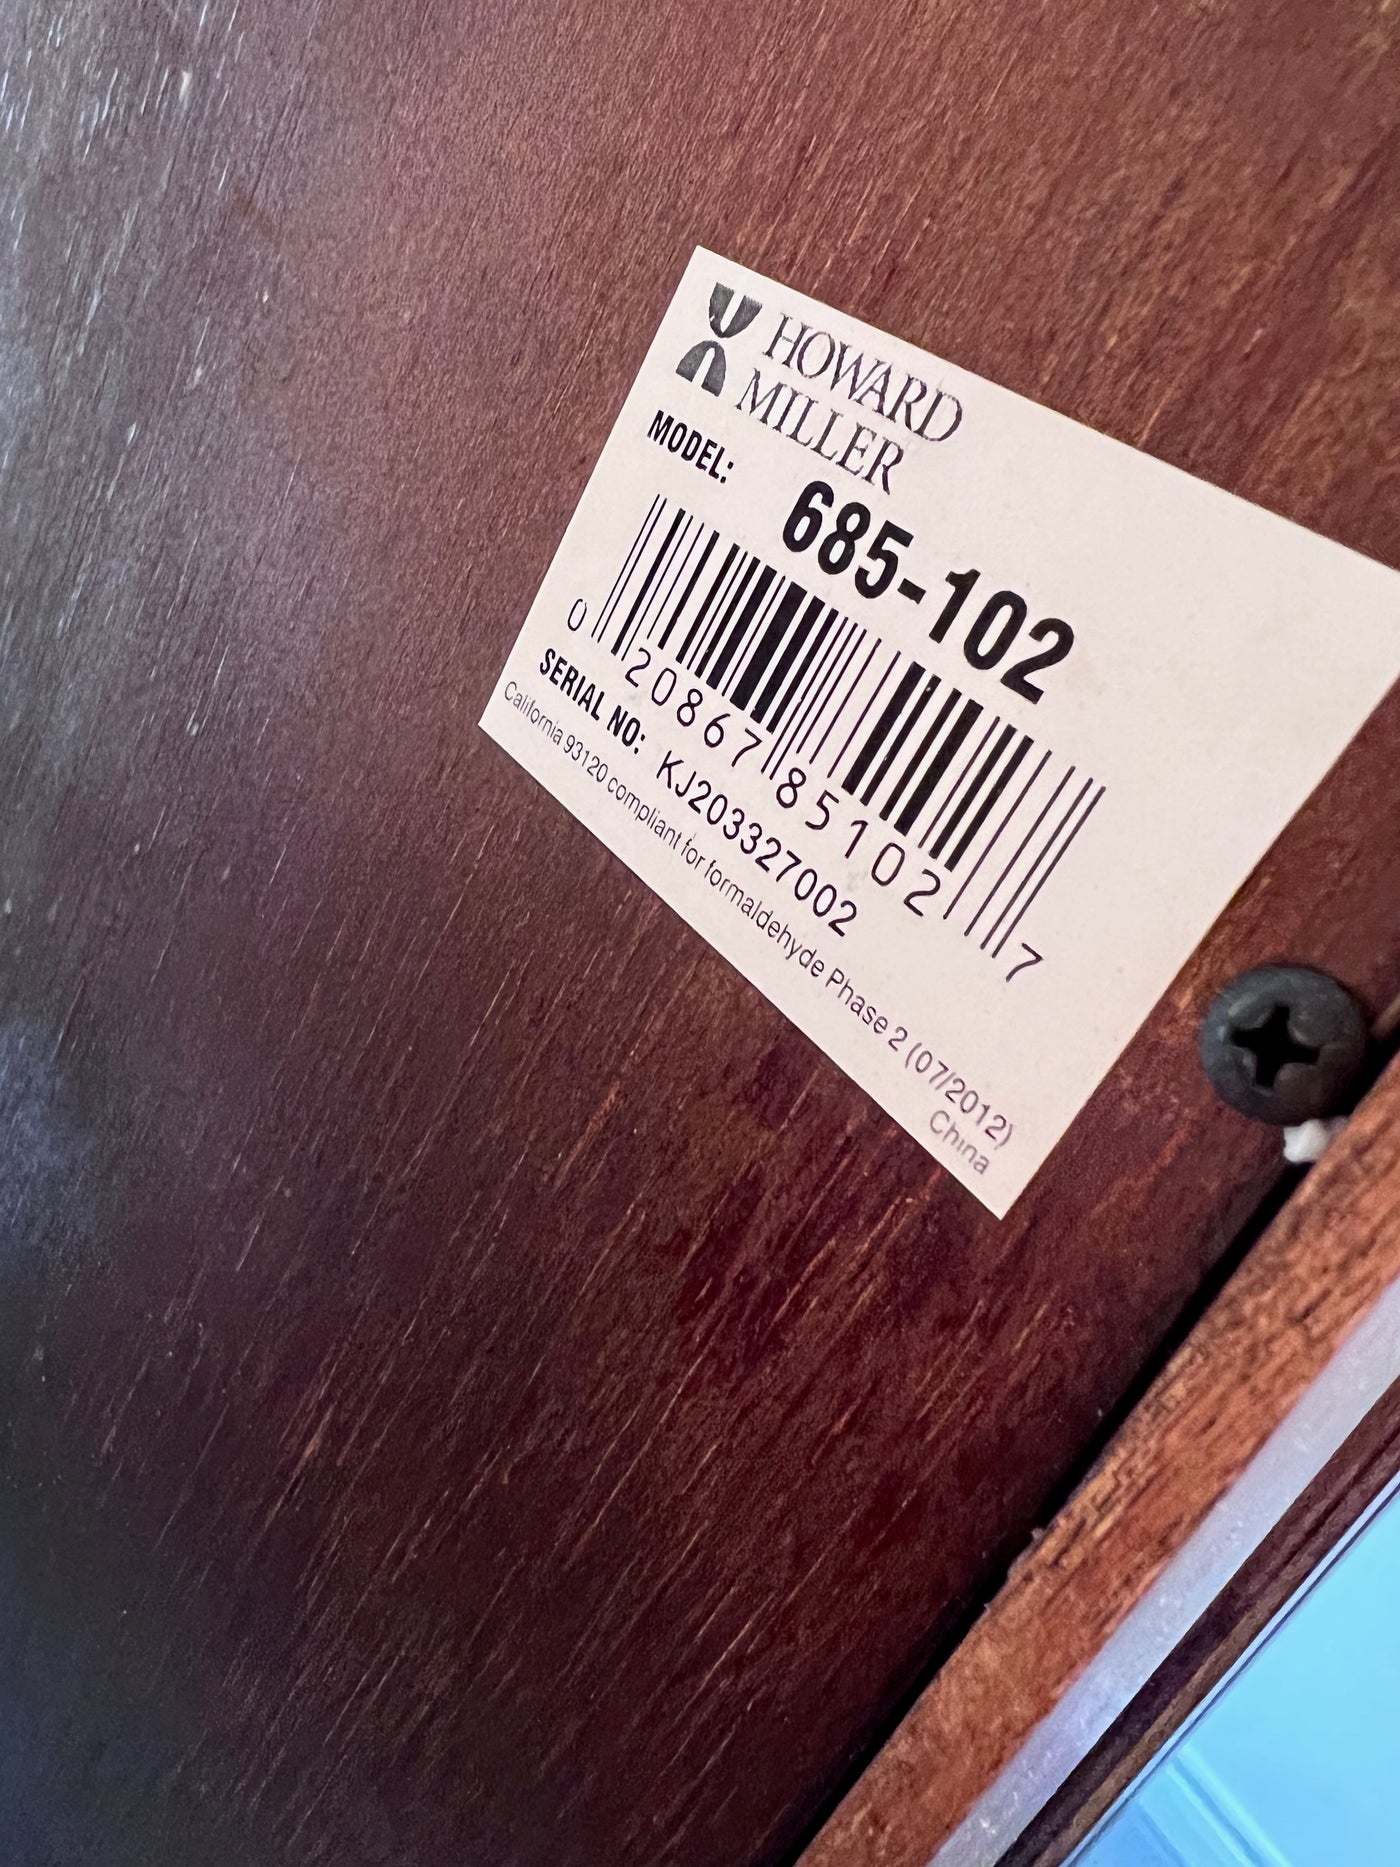 HOWARD
MILLER
MODEL: 685-102
0 20867 85102 7
SERIAL NO: KJ203327002
California 93120 compliant for formaldehyde Phase 2 (07/2012)
China